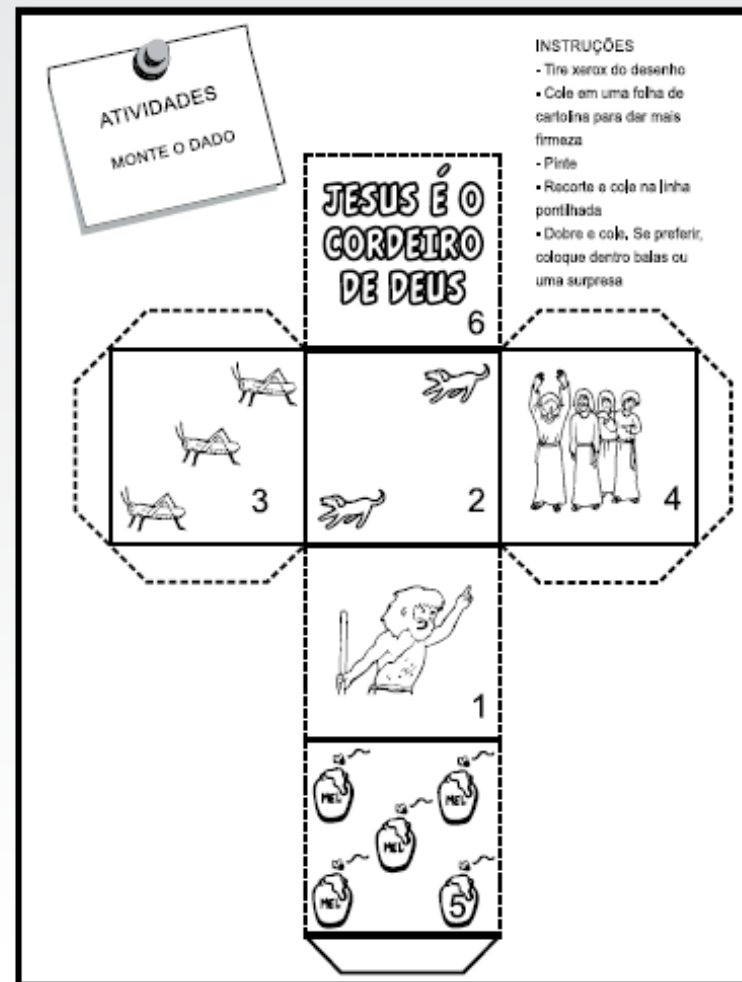 ATIVIDADES
MONTE O DADO
INSTRUÇÕES
- Tire xerox do desenho
- Cole em uma folha de
cartolina para dar mais
firmeza
- Pinte
- Recorte e cole na linha
pontilhada
- Dobre e cole. Se preferir,
coloque dentro balas ou
uma surpresa
JESUS É O
CORDEIRO
DE DEUS
6
3
2
4
1
MEL
MEL
MEL
MEL
5